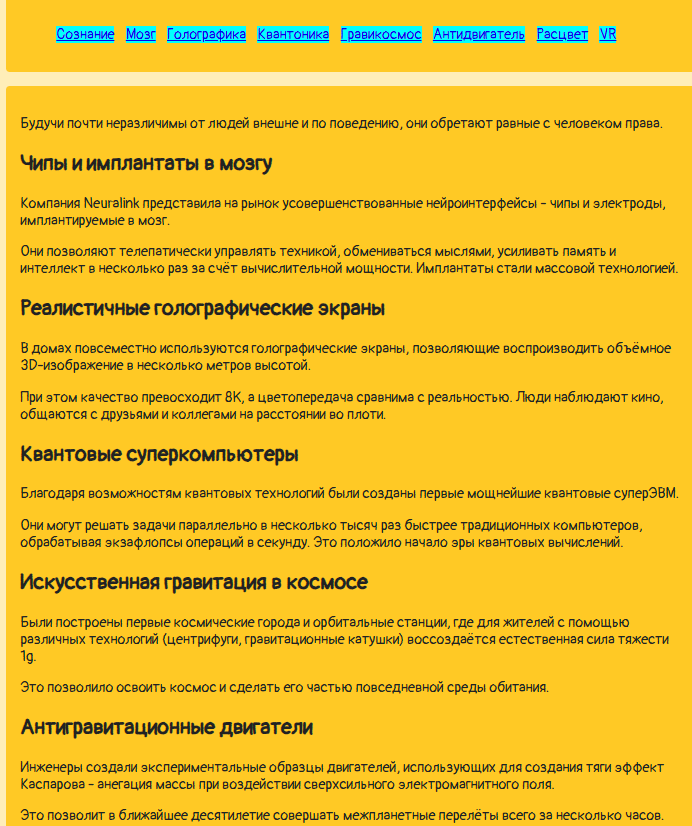 Сознание Мозг Голографика Квантоника Гравикосмос Антидвигатель Расцвет VR
Будучи почти неразличимы от людей внешне и по поведению, они обретают равные с человеком права.
Чипы и имплантаты в мозгу
Компания Neuralink представила на рынок усовершенствованные нейроинтерфейсы - чипы и электроды,
имплантируемые в мозг.
Они позволяют телепатически управлять техникой, обмениваться мыслями, усиливать память и
интеллект в несколько раз за счёт вычислительной мощности. Имплантаты стали массовой технологией.
Реалистичные голографические экраны
В домах повсеместно используются голографические экраны, позволяющие воспроизводить объёмное
3D-изображение в несколько метров высотой.
При этом качество превосходит 8K, а цветопередача сравнима с реальностью. Люди наблюдают кино,
общаются с друзьями и коллегами на расстоянии во плоти.
Квантовые суперкомпьютеры
Благодаря возможностям квантовых технологий были созданы первые мощнейшие квантовые суперЭВМ.
Они могут решать задачи параллельно в несколько тысяч раз быстрее традиционных компьютеров,
обрабатывая экзафлопсы операций в секунду. Это положило начало эры квантовых вычислений.
Искусственная гравитация в космосе
Были построены первые космические города и орбитальные станции, где для жителей с помощью
различных технологий (центрифуги, гравитационные катушки) воссоздаётся естественная сила тяжести
1g.
Это позволило освоить космос и сделать его частью повседневной среды обитания.
Антигравитационные двигатели
Инженеры создали экспериментальные образцы двигателей, использующих для создания тяги эффект
Каспарова - анегация массы при воздействии сверхсильного электромагнитного поля.
Это позволит в ближайшее десятилетие совершать межпланетные перелёты всего за несколько часов.